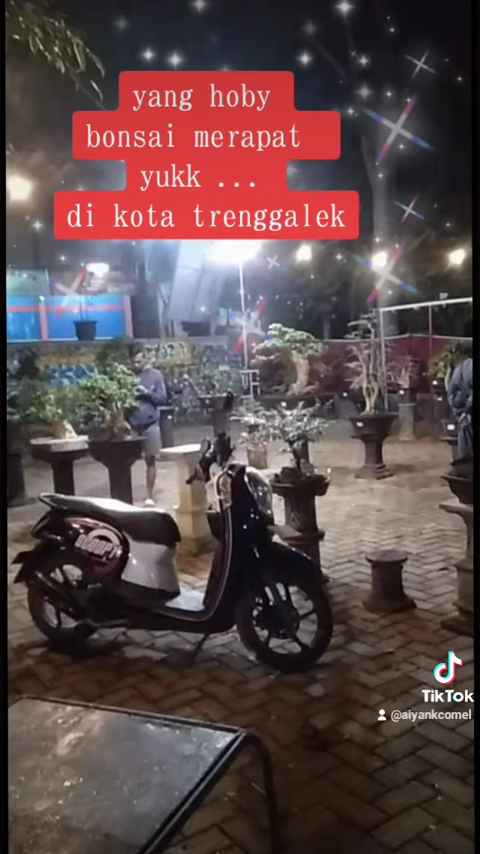 yang hoby
bonsai merapat
yukk ...
di kota trenggalek
TikTok
@aiyankcomel